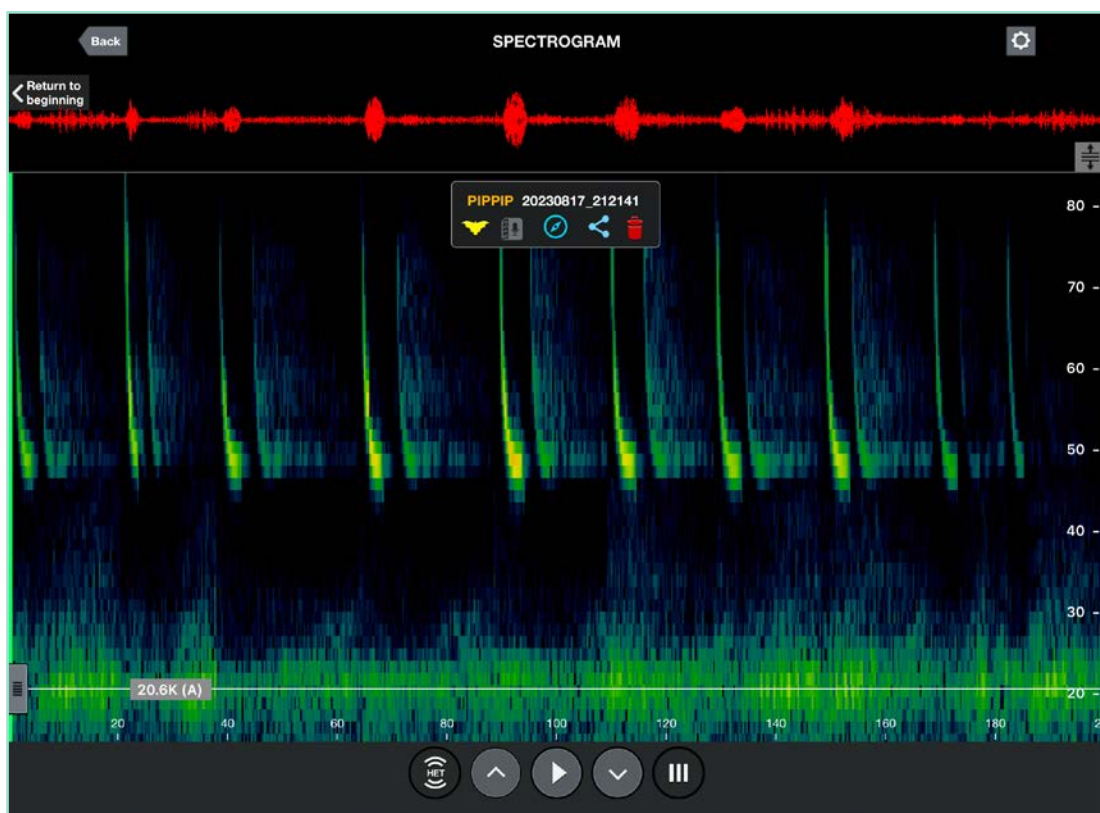 Back
SPECTROGRAM
Return to
beginning
PIPPIP 20230817_212141
80 -
70 -
60 -
50 -
40 -
30 -
20.6K (A)
20 -
20 40 60 80 100 120 140 160 180
HET